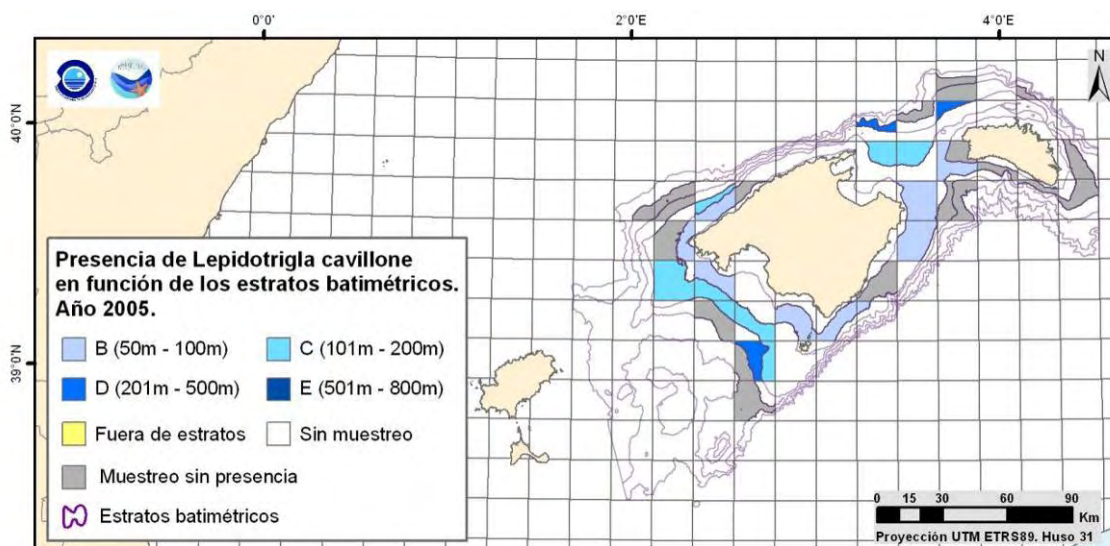 0°0'
2°0'E
4°0'E
40°0'N
39°0'N
N
Presencia de Lepidotrigla cavillone
en función de los estratos batimétricos.
Año 2005.
B (50m - 100m)
C (101m - 200m)
D (201m - 500m)
E (501m - 800m)
Fuera de estratos
Sin muestreo
Muestreo sin presencia
Estratos batimétricos
0 15 30 60 90
Km
Proyección UTM ETRS89. Huso 31